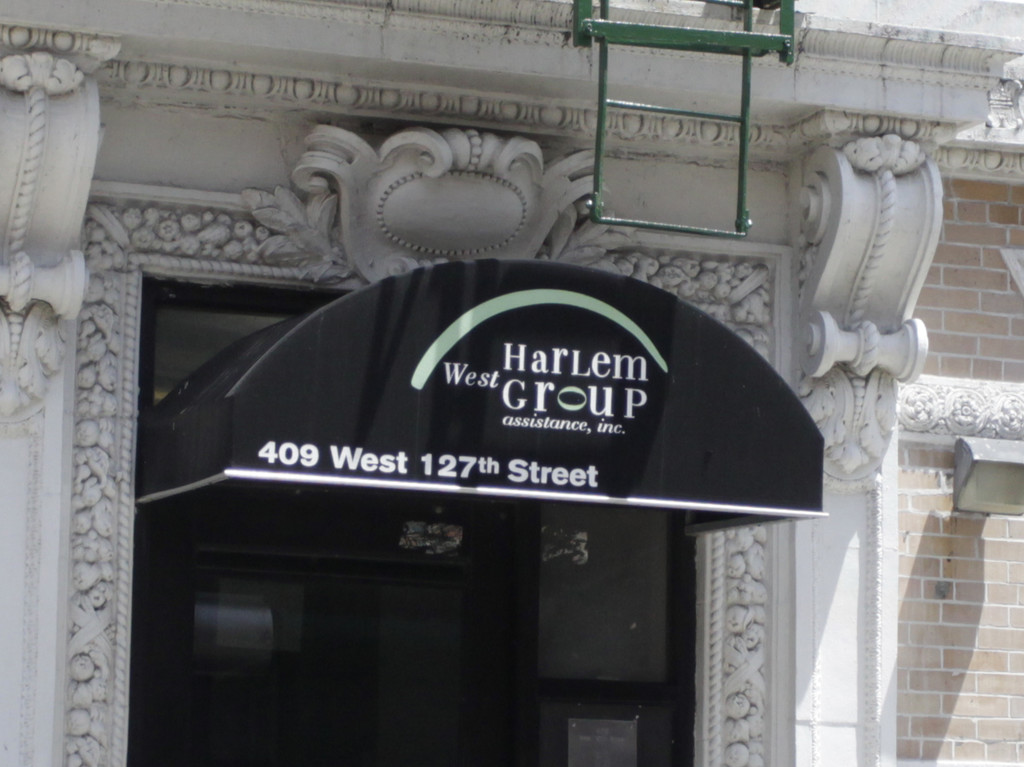 Harlem
West Group
assistance, inc.
409 West 127th Street